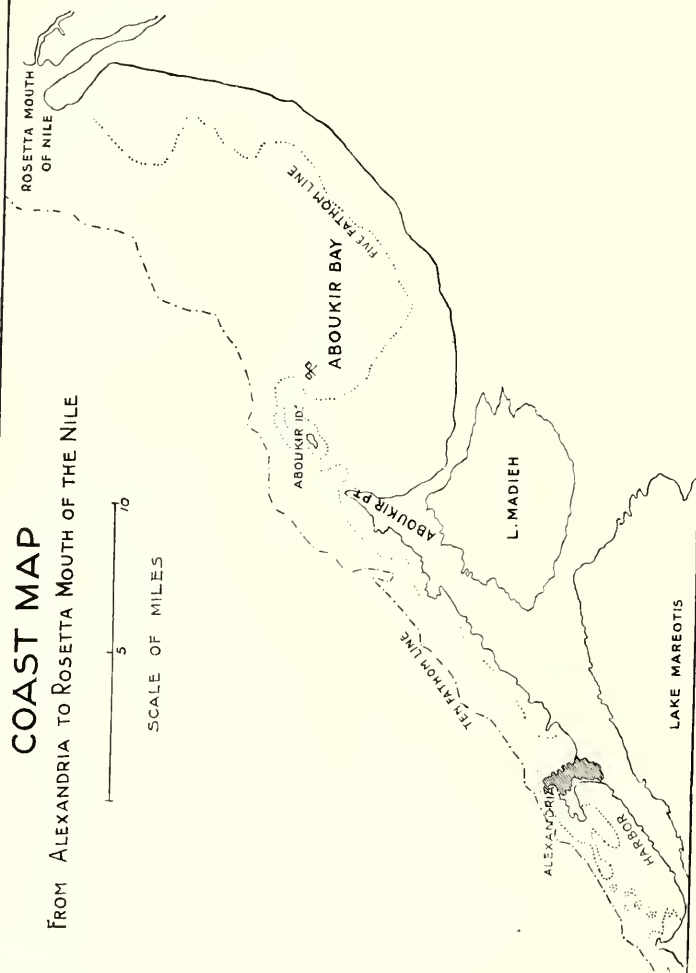 COAST MAP
FROM ALEXANDRIA TO ROSETTA MOUTH OF THE NILE
5
10
SCALE OF MILES
ROSETTA MOUTH
OF NILE
FIVE FATHOM LINE
ABOUKIR BAY
ABOUKIR ID.
ABOUKIR PT.
L. MADIEH
TEN FATHOM LINE
ALEXANDRIA
HARBOR
LAKE MAREOTIS